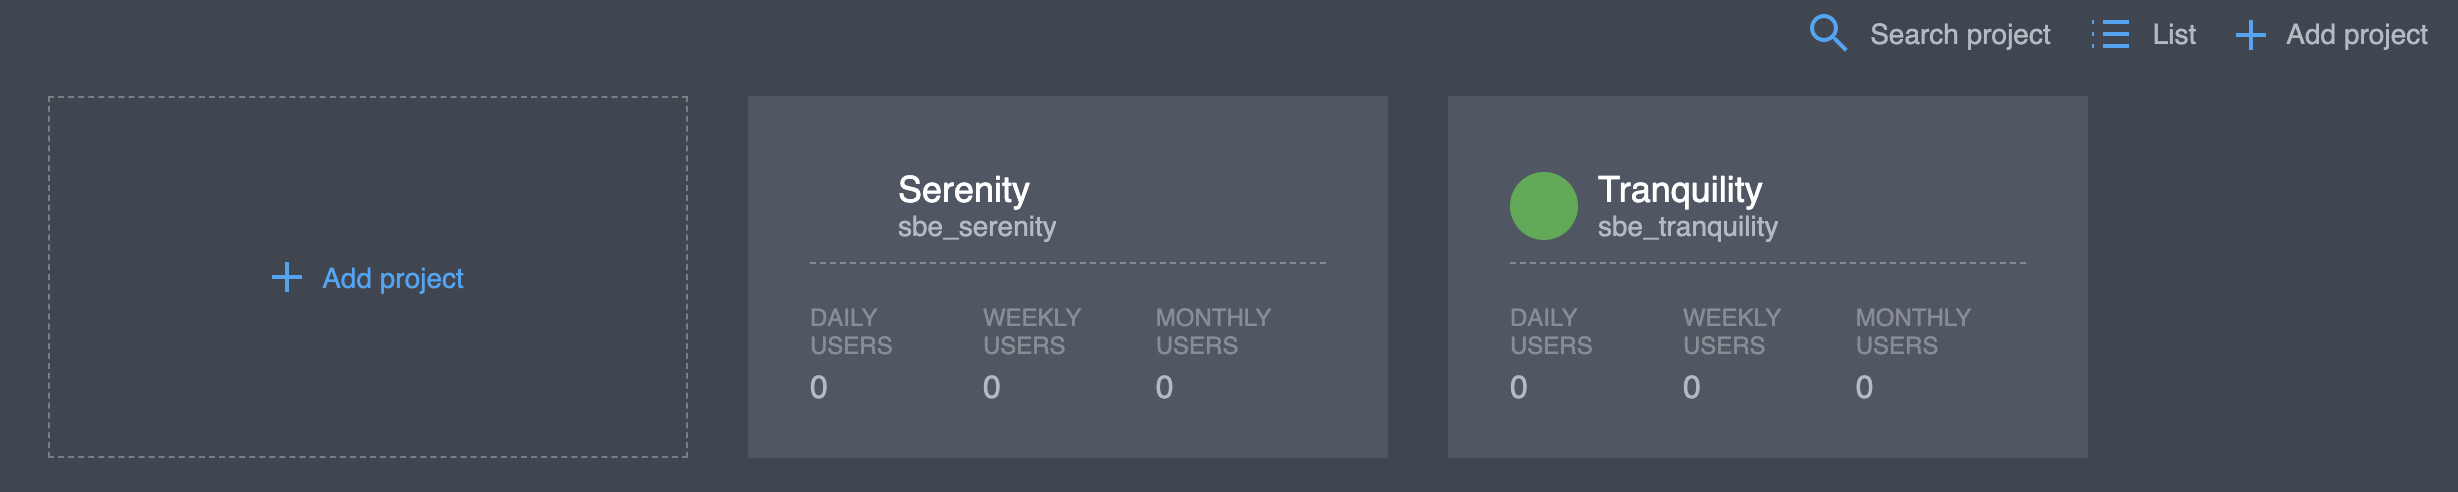 Search project List Add project
Add project
Serenity
sbe_serenity
DAILY USERS WEEKLY USERS MONTHLY USERS
0 0 0
Tranquility
sbe_tranquility
DAILY USERS WEEKLY USERS MONTHLY USERS
0 0 0